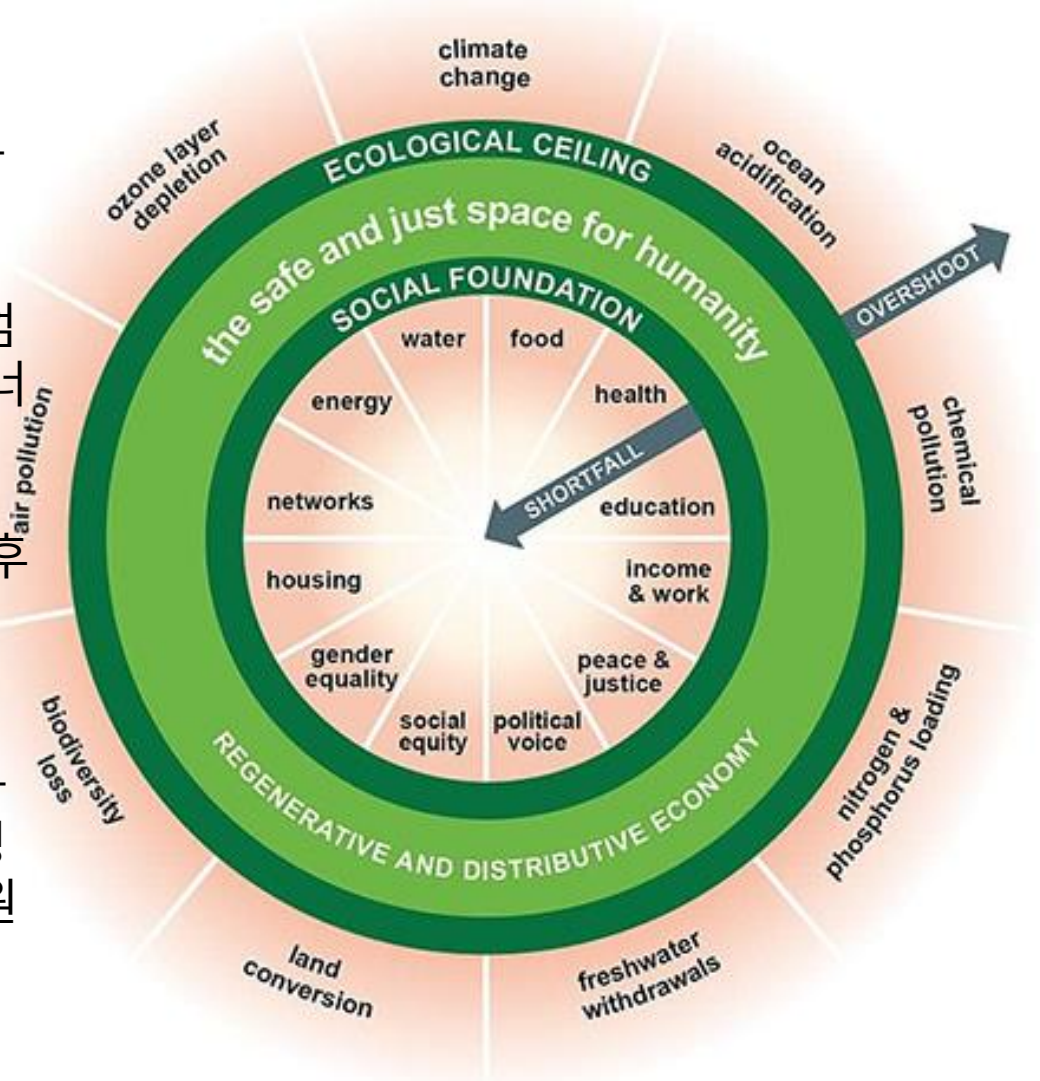 climate
change
ozone layer
depletion
ocean
acidification
ECOLOGICAL CEILING
the safe and just space for humanity
OVERSHOOT
SOCIAL FOUNDATION
water
food
energy
health
SHORTFALL
networks
education
housing
income
& work
gender
equality
peace &
justice
social
equity
political
voice
REGENERATIVE AND DISTRIBUTIVE ECONOMY
air pollution
chemical
pollution
biodiversity
loss
nitrogen &
phosphorus loading
land
conversion
freshwater
withdrawals
너
후